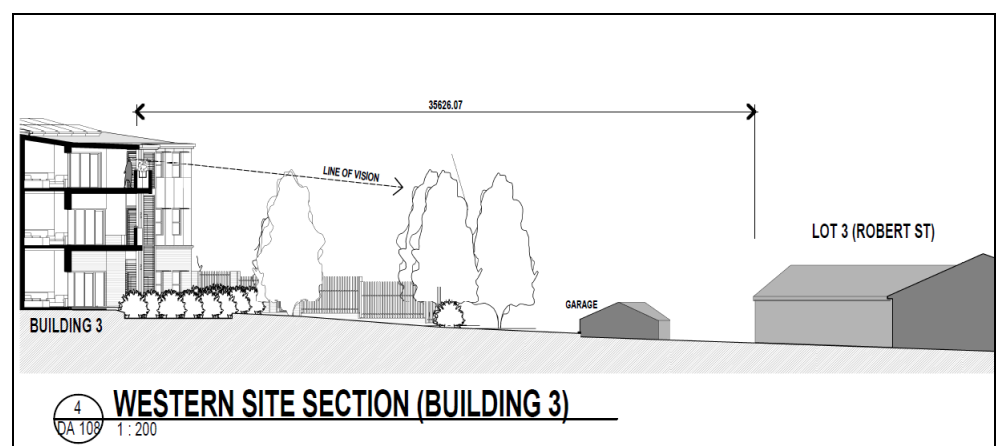 35626.07
LINE OF VISION
LOT 3 (ROBERT ST)
GARAGE
BUILDING 3
4
DA 108
WESTERN SITE SECTION (BUILDING 3)
1 : 200